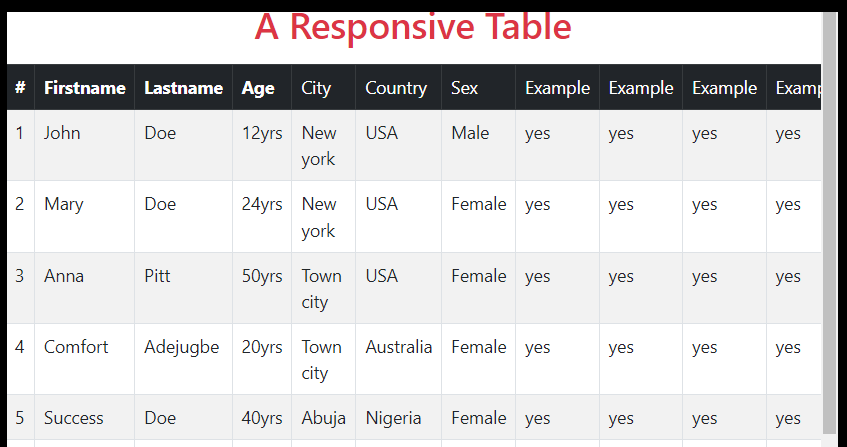 A Responsive Table
# Firstname Lastname Age City Country Sex Example Example Example Examp
1 John Doe 12yrs New york USA Male yes yes yes yes
2 Mary Doe 24yrs New york USA Female yes yes yes yes
3 Anna Pitt 50yrs Town city USA Female yes yes yes yes
4 Comfort Adejugbe 20yrs Town city Australia Female yes yes yes yes
5 Success Doe 40yrs Abuja Nigeria Female yes yes yes yes